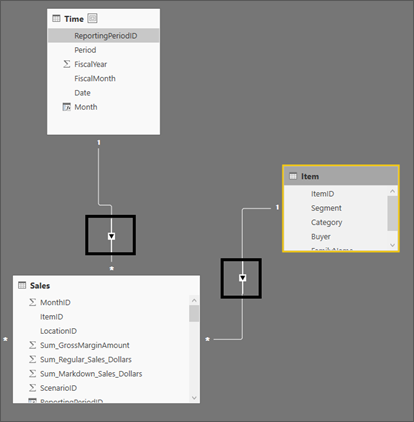 Time
ReportingPeriodID
Period
FiscalYear
FiscalMonth
Date
Month
1
Item
ItemID
Segment
Category
Buyer
FamilyName
1
*
Sales
MonthID
ItemID
LocationID
Sum_GrossMarginAmount
Sum_Regular_Sales_Dollars
Sum_Markdown_Sales_Dollars
ScenarioID
ReportingPeriodID
*
*